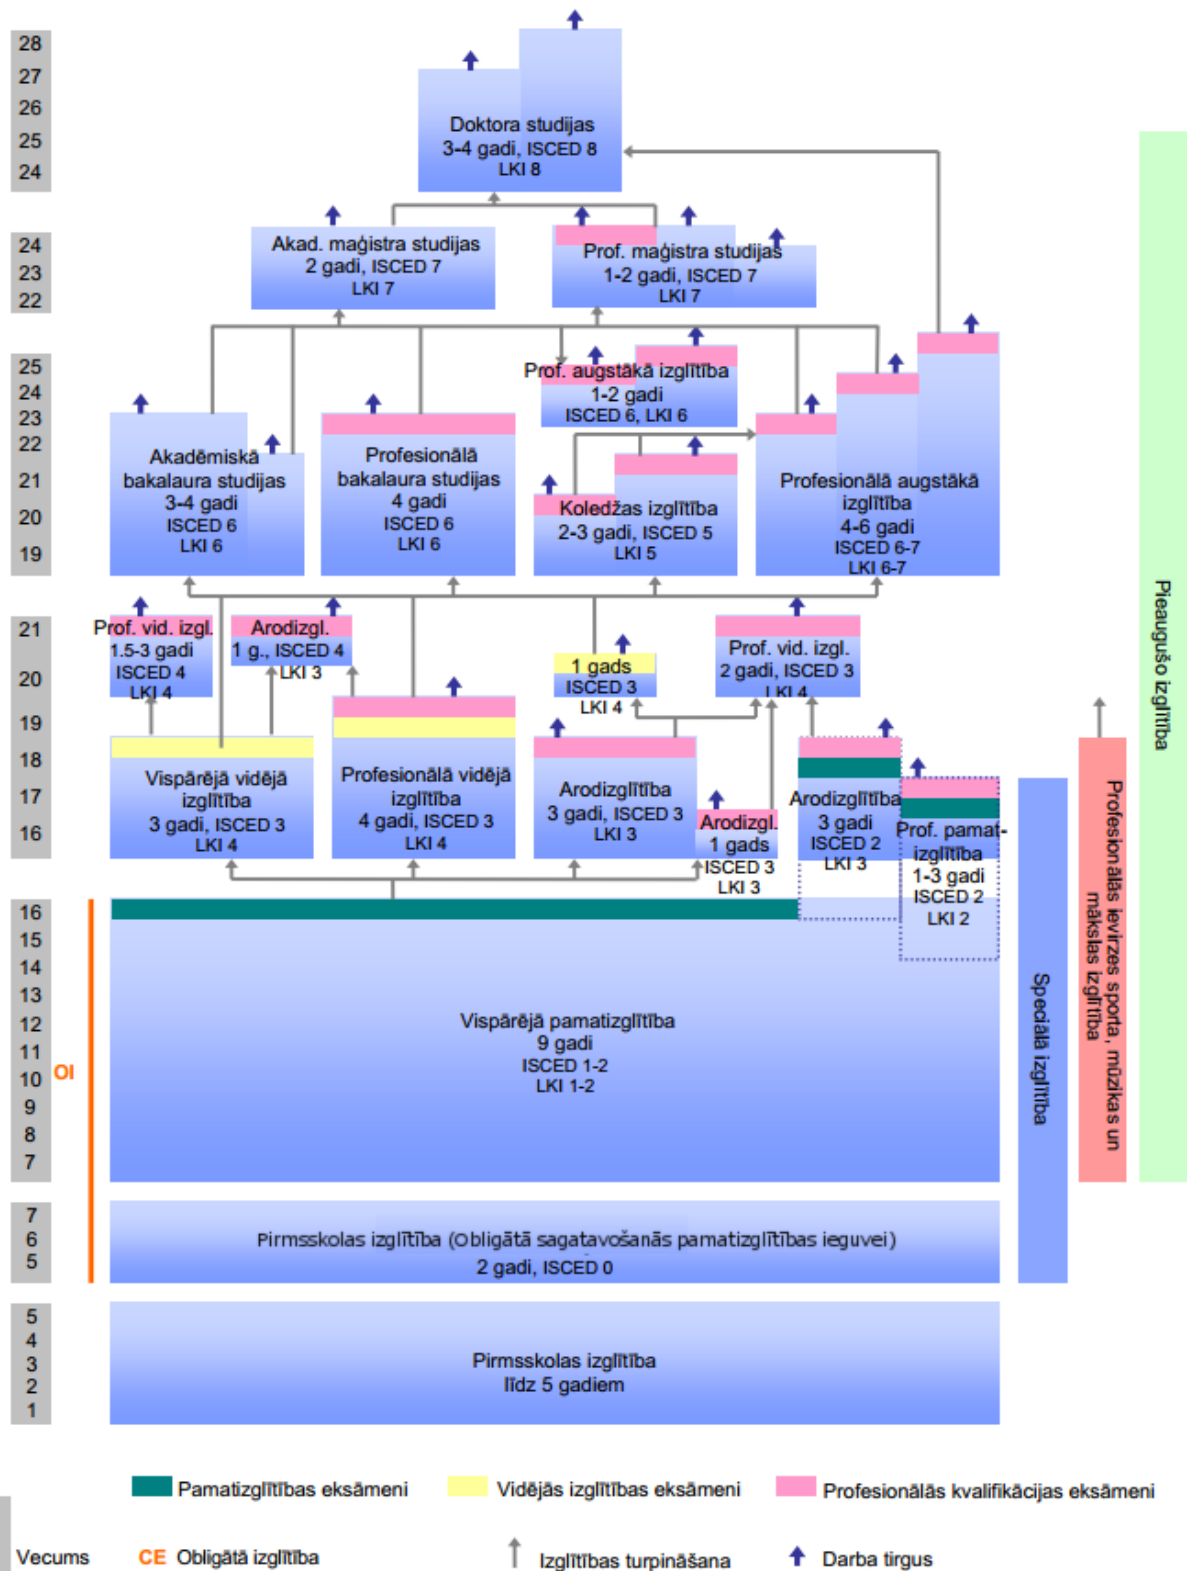 28
27
26
25
24
Doktora studijas
3-4 gadi, ISCED 8
LKI 8
24
23
22
Akad. maģistra studijas
2 gadi, ISCED 7
LKI 7
Prof. maģistra studijas
1-2 gadi, ISCED 7
LKI 7
25
24
23
22
21
20
19
Akadēmiskā
bakalaura studijas
3-4 gadi
ISCED 6
LKI 6
Profesionālā
bakalaura studijas
4 gadi
ISCED 6
LKI 6
Prof. augstākā izglītība
1-2 gadi
ISCED 6, LKI 6
Koledžas izglītība
2-3 gadi, ISCED 5
LKI 5
Profesionālā augstākā
izglītība
4-6 gadi
ISCED 6-7
LKI 6-7
21
20
19
18
17
16
Prof. vid. izgl.
1.5-3 gadi
ISCED 4
LKI 4
Arodizgl.
1 g., ISCED 4
LKI 3
1 gads
ISCED 3
LKI 4
Prof. vid. izgl.
2 gadi, ISCED 3
LKI 4
Vispārējā vidējā
izglītība
3 gadi, ISCED 3
LKI 4
Profesionālā vidējā
izglītība
4 gadi, ISCED 3
LKI 4
Arodizglītība
3 gadi, ISCED 3
LKI 3
Arodizgl.
1 gads
ISCED 3
LKI 3
Arodizglītība
3 gadi
ISCED 2
LKI 3
Prof. pamat-
izglītība
1-3 gadi
ISCED 2
LKI 2
16
15
14
13
12
11
10
9
8
7
OI
Vispārējā pamatizglītība
9 gadi
ISCED 1-2
LKI 1-2
7
6
5
Pirmsskolas izglītība (Obligātā sagatavošanās pamatizglītības ieguvei)
2 gadi, ISCED 0
5
4
3
2
1
Pirmsskolas izglītība
līdz 5 gadiem
Speciālā izglītība
Profesionālās ievirzes sporta, mūzikas un
mākslas izglītība
Pieaugušo izglītība
Pamatizglītības eksāmeni
Vidējās izglītības eksāmeni
Profesionālās kvalifikācijas eksāmeni
Vecums
CE Obligātā izglītība
Izglītības turpināšana
Darba tirgus